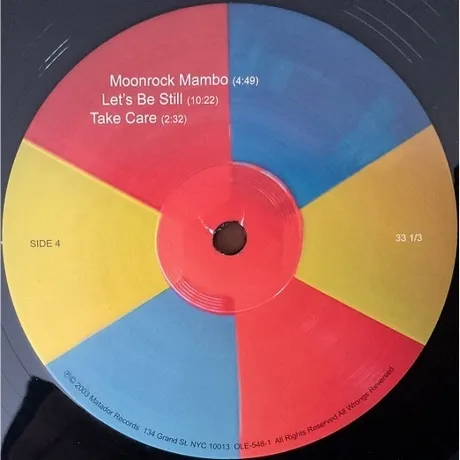 Moonrock Mambo (4:49)
Let's Be Still (10:22)
Take Care (2:32)
SIDE 4
33 1/3
℗© 2003 Matador Records 134 Grand St. NYC 10013 OLE-548-1 All Rights Reserved All Wrongs Reversed